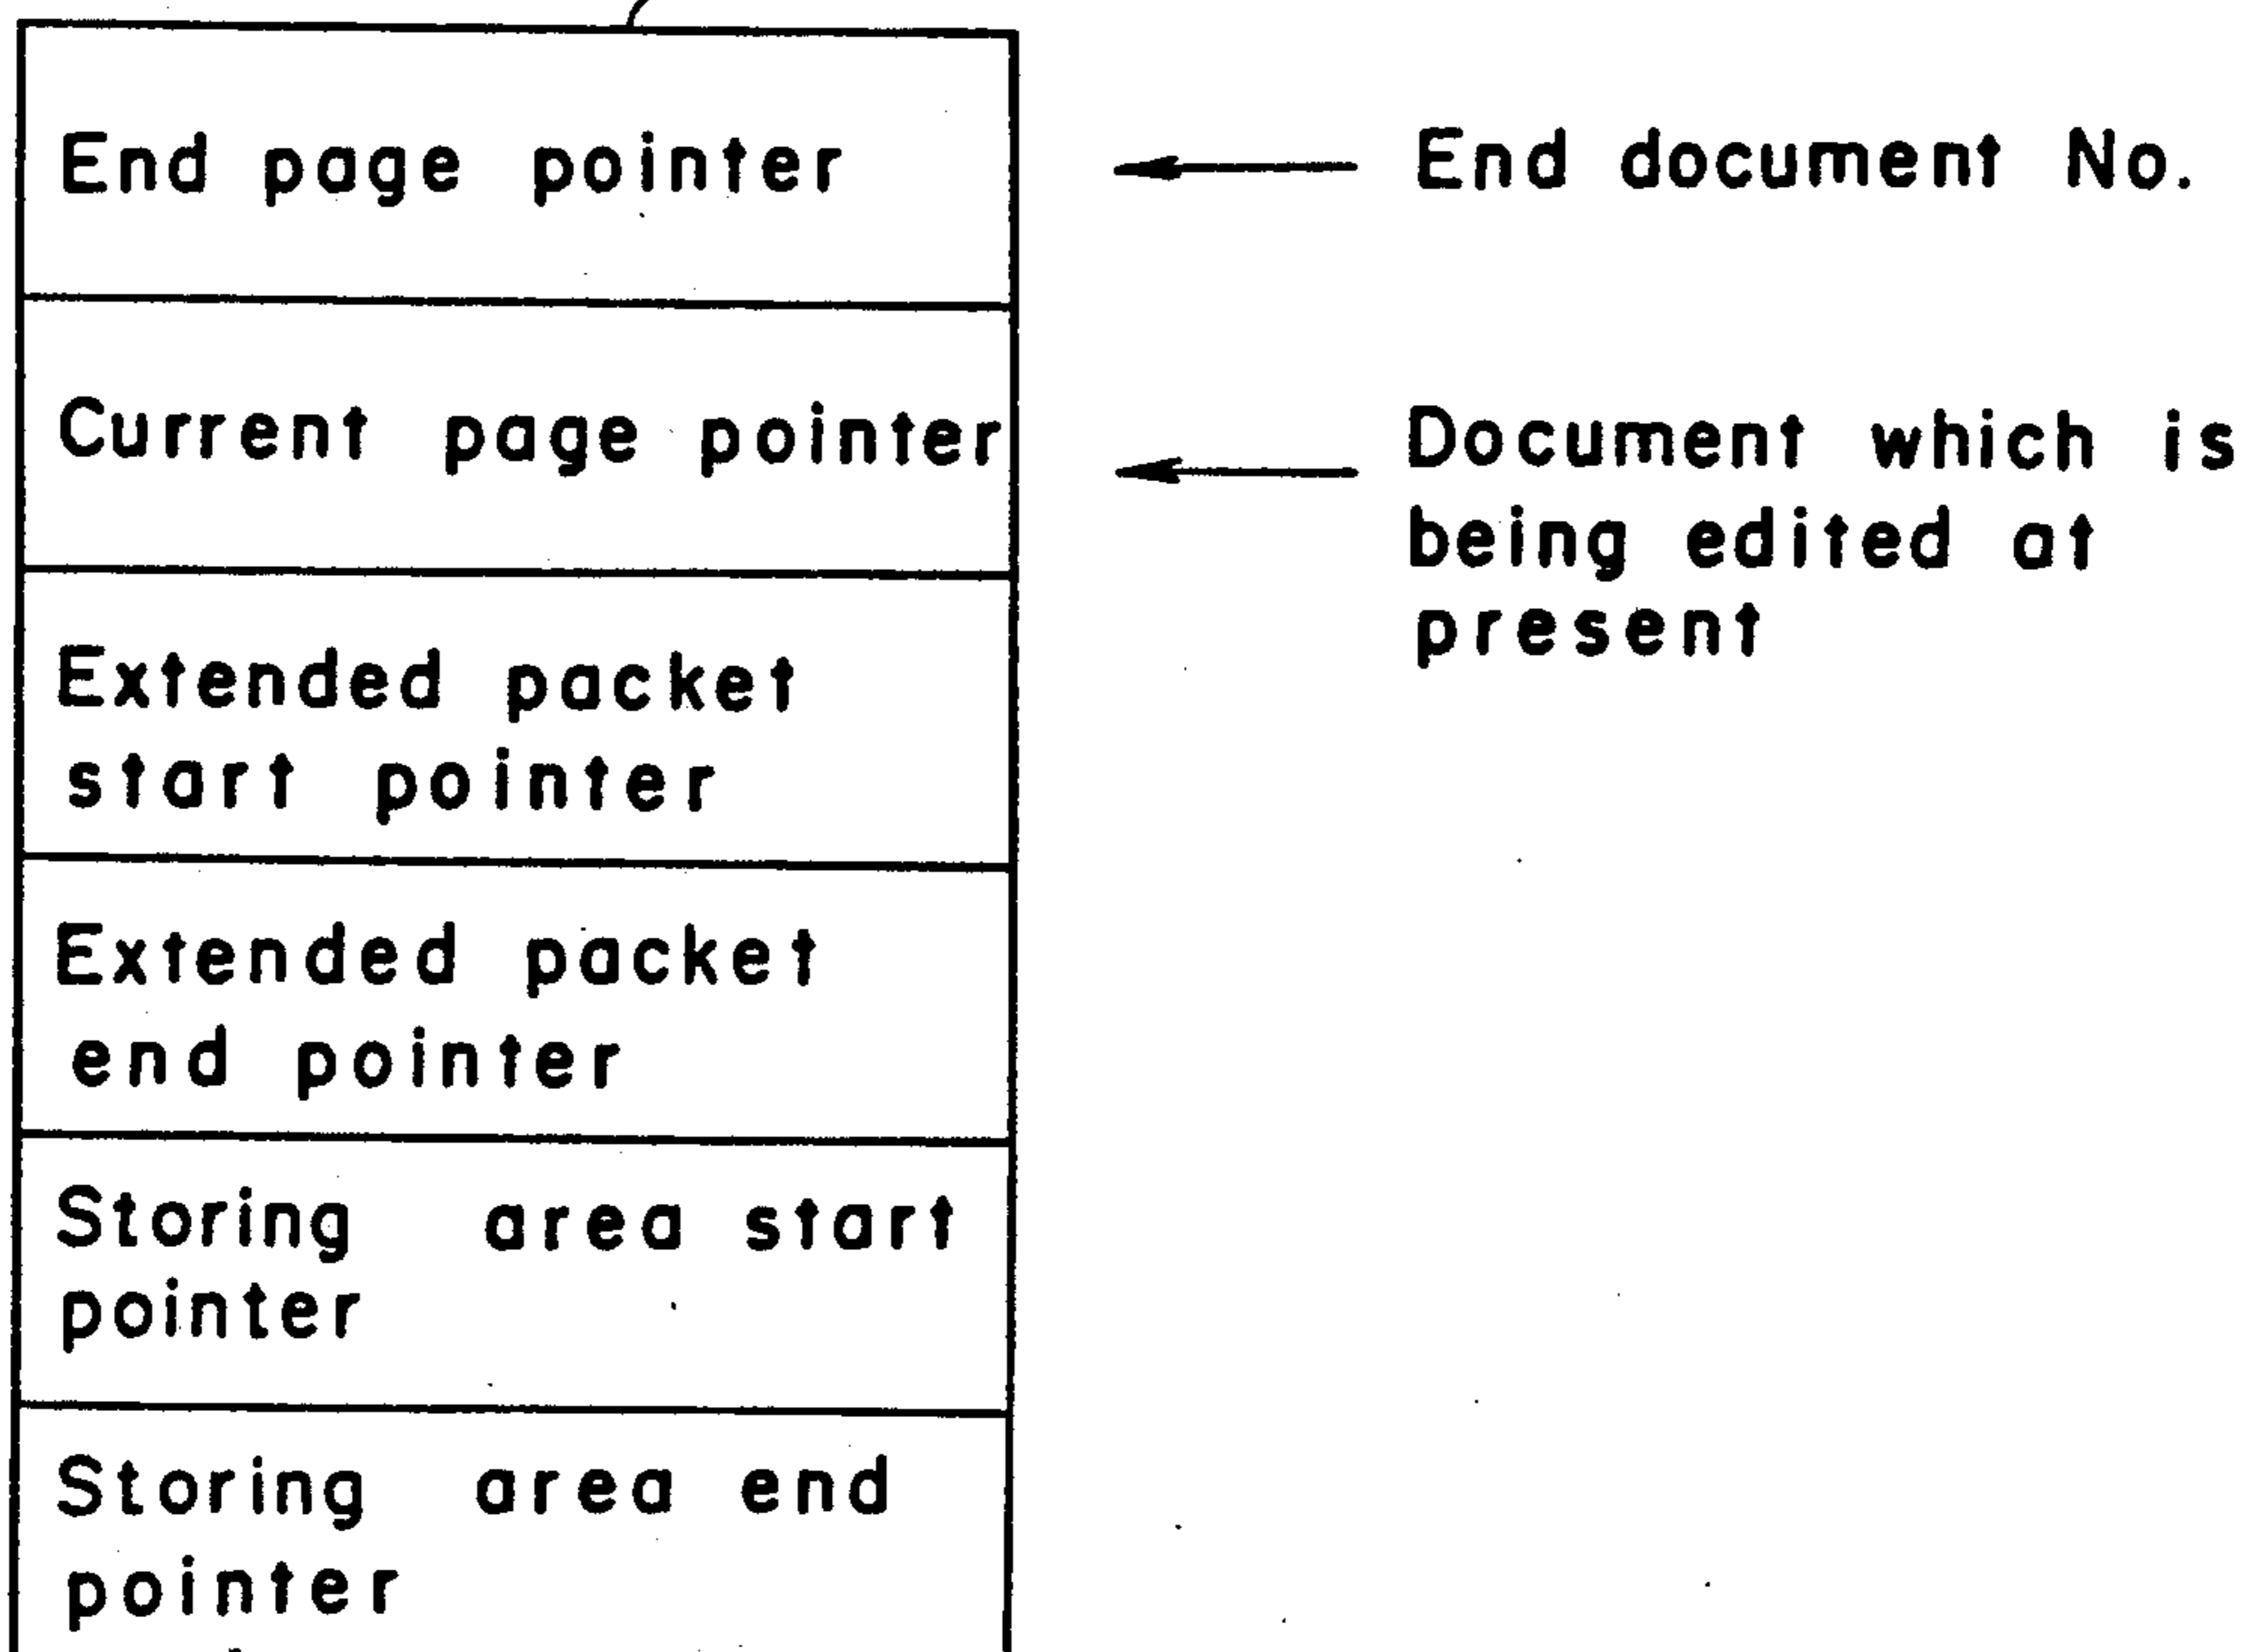 End page pointer
End document No.
Current page pointer
Document which is
being edited at
present
Extended packet
start pointer
Extended packet
end pointer
Storing area start
pointer
Storing area end
pointer